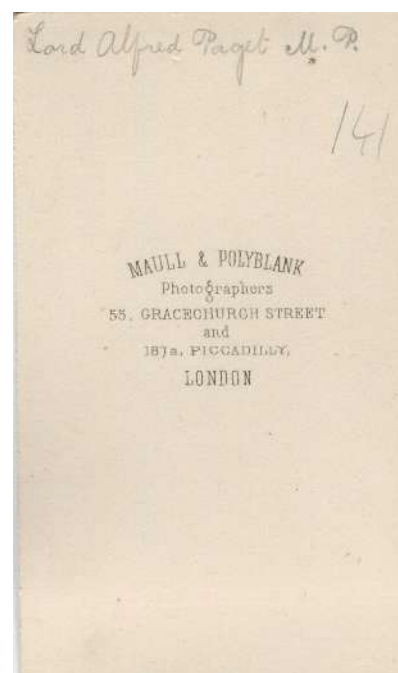 Lord Alfred Paget M.P.
141
MAULL & POLYBLANK
Photographers
55, GRACECHURCH STREET
and
187a, PICCADILLY,
LONDON